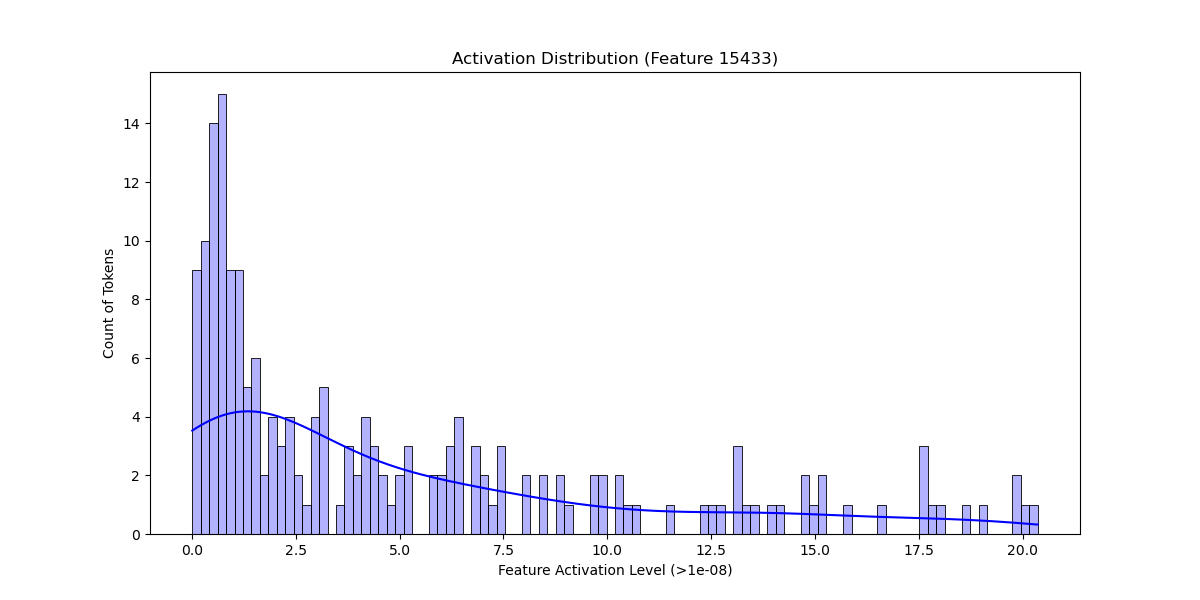 Activation Distribution (Feature 15433)
14
12
10
8
6
4
2
0
Count of Tokens
0.0 2.5 5.0 7.5 10.0 12.5 15.0 17.5 20.0
Feature Activation Level (>1e-08)